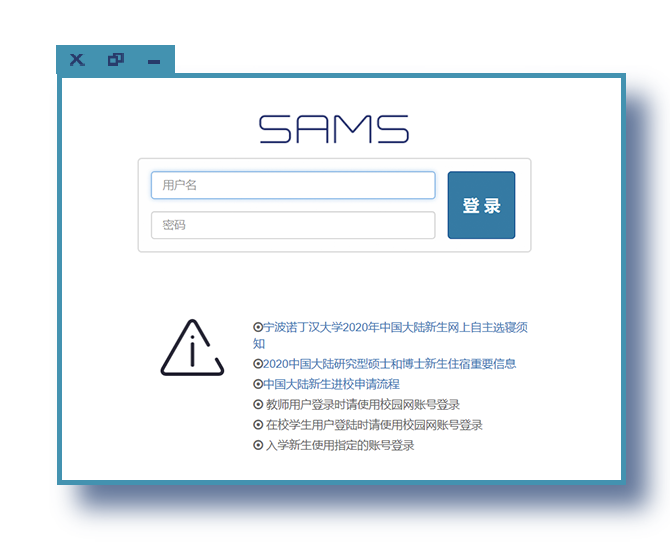 SAMS
用户名
登 录
密码
宁波诺丁汉大学2020年中国大陆新生网上自主选寝须
知
2020中国大陆研究型硕士和博士新生住宿重要信息
中国大陆新生进校申请流程
教师用户登录时请使用校园网账号登录
在校学生用户登陆时请使用校园网账号登录
入学新生使用指定的账号登录